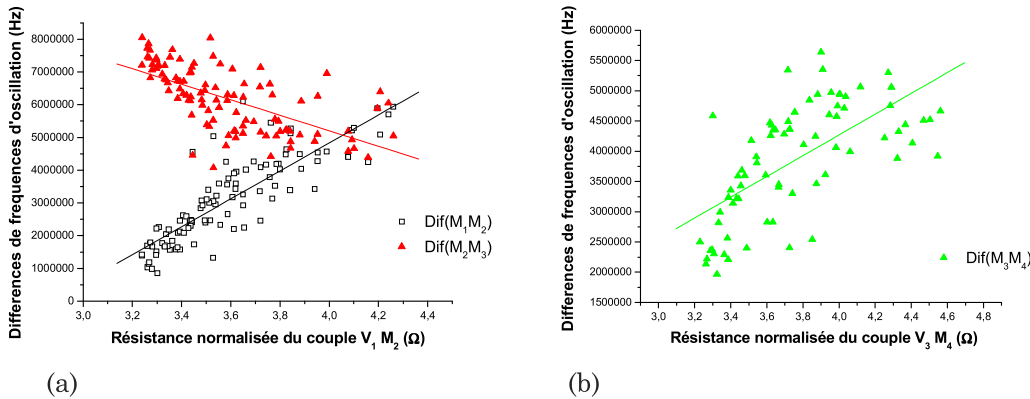 (a)
Differences de frequences d'oscillation (Hz)
8000000
7000000
6000000
5000000
4000000
3000000
2000000
1000000
0
3,0 3,2 3,4 3,6 3,8 4,0 4,2 4,4
Résistance normalisée du couple V1 M2 (Ω)
Dif(M1M2)
Dif(M2M3)
(a)
b)
Differences de frequences d'oscillation (Hz)
6000000
5500000
5000000
4500000
4000000
3500000
3000000
2500000
2000000
1500000
3,0 3,2 3,4 3,6 3,8 4,0 4,2 4,4 4,6 4,8
Résistance normalisée du couple V3 M4 (Ω)
Dif(M3M4)
(b)